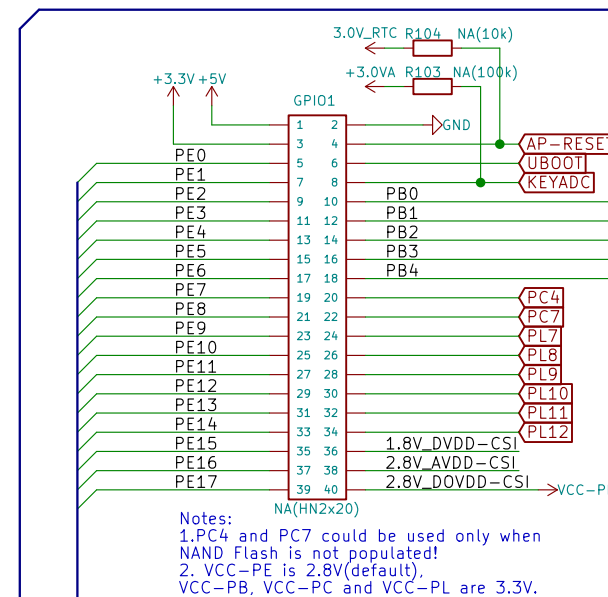 3.0V_RTC R104 NA(10k)
+3.3V +5V +3.0VA R103 NA(100k)
GPIO1
1 2 GND
3 4 AP-RESET
PE0 5 6 UBOOT
PE1 7 8 KEYADC
PE2 9 10 PB0
PE3 11 12 PB1
PE4 13 14 PB2
PE5 15 16 PB3
PE6 17 18 PB4
PE7 19 20 PC4
PE8 21 22 PC7
PE9 23 24 PL7
PE10 25 26 PL8
PE11 27 28 PL9
PE12 29 30 PL10
PE13 31 32 PL11
PE14 33 34 PL12
PE15 35 36 1.8V_DVDD-CSI
PE16 37 38 2.8V_AVDD-CSI
PE17 39 40 2.8V_DOVDD-CSI
NA(HN2x20)
Notes:
1.PC4 and PC7 could be used only when
NAND Flash is not populated!
2. VCC-PE is 2.8V(default),
VCC-PB, VCC-PC and VCC-PL are 3.3V.